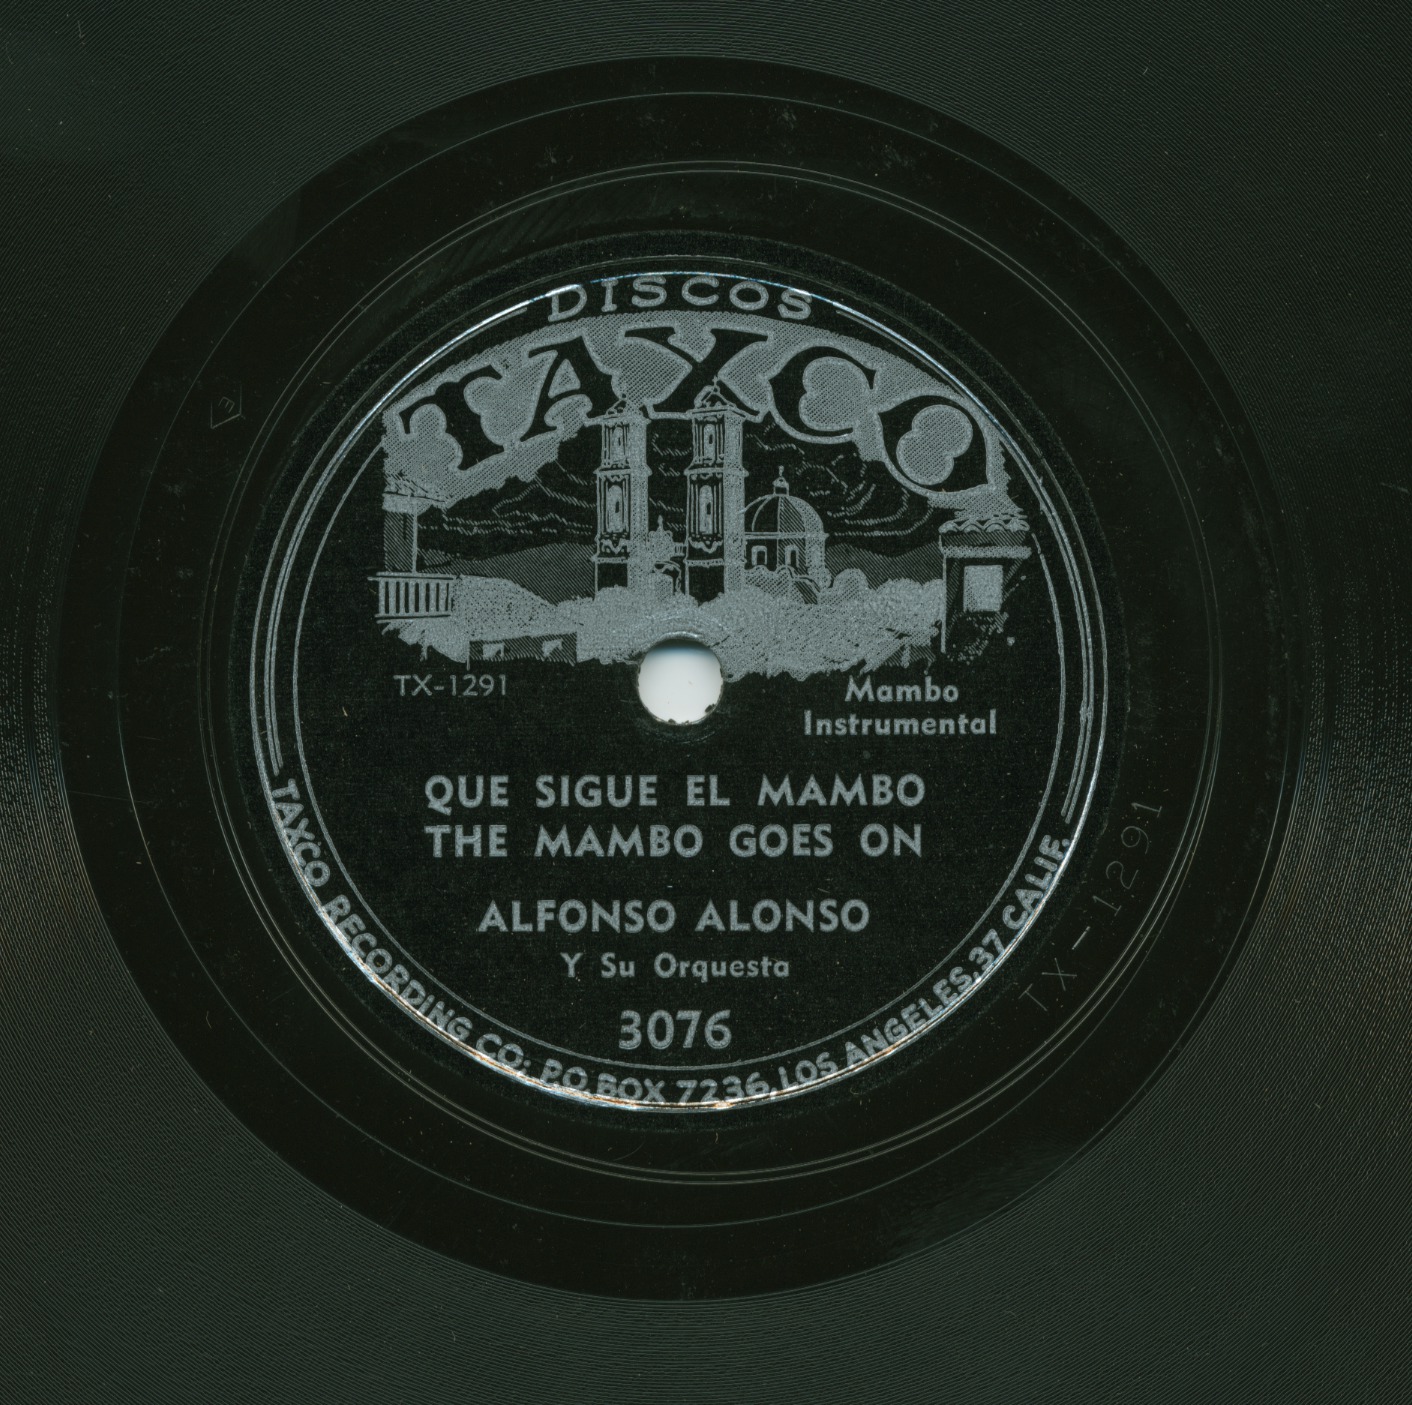 DISCOS
TAXCO
TX-1291
Mambo
Instrumental
QUE SIGUE EL MAMBO
THE MAMBO GOES ON
ALFONSO ALONSO
Y Su Orquesta
3076
TAXCO RECORDING CO; P.O. BOX 7236, LOS ANGELES, 37 CALIF.
TX-1291